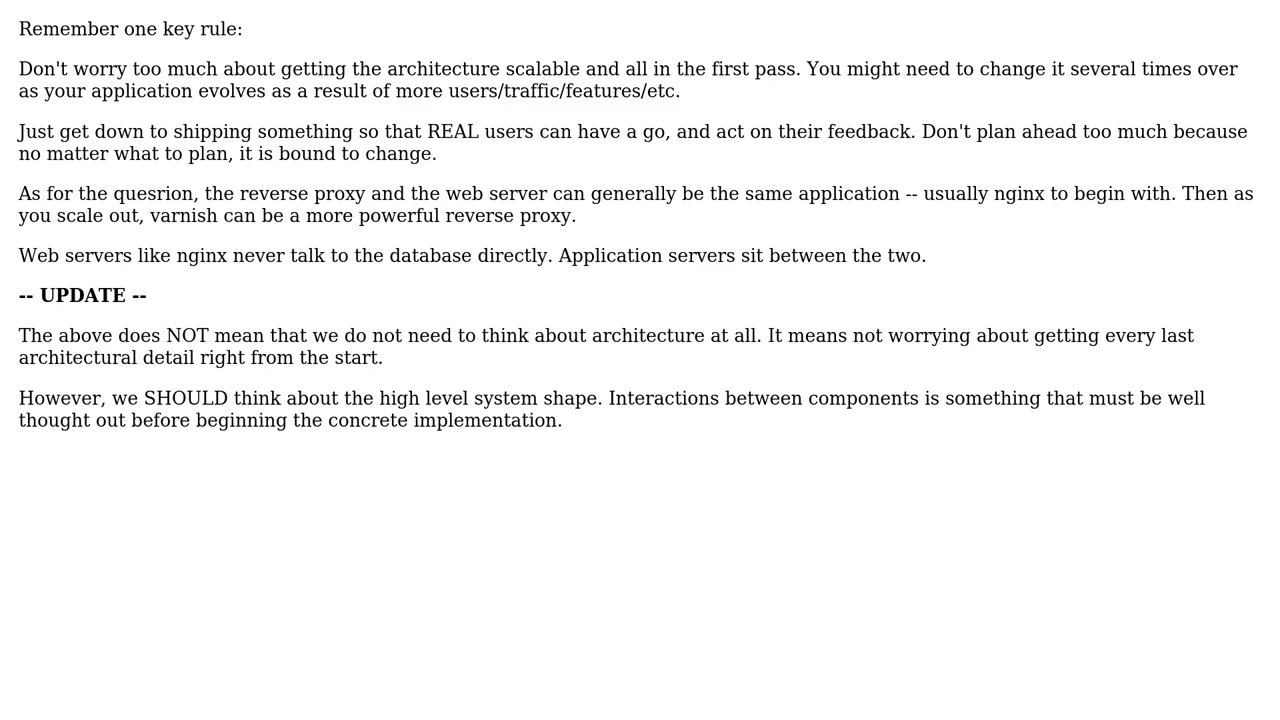 Remember one key rule:
Don't worry too much about getting the architecture scalable and all in the first pass. You might need to change it several times over
as your application evolves as a result of more users/traffic/features/etc.
Just get down to shipping something so that REAL users can have a go, and act on their feedback. Don't plan ahead too much because
no matter what to plan, it is bound to change.
As for the quesrion, the reverse proxy and the web server can generally be the same application -- usually nginx to begin with. Then as
you scale out, varnish can be a more powerful reverse proxy.
Web servers like nginx never talk to the database directly. Application servers sit between the two.
-- UPDATE --
The above does NOT mean that we do not need to think about architecture at all. It means not worrying about getting every last
architectural detail right from the start.
However, we SHOULD think about the high level system shape. Interactions between components is something that must be well
thought out before beginning the concrete implementation.